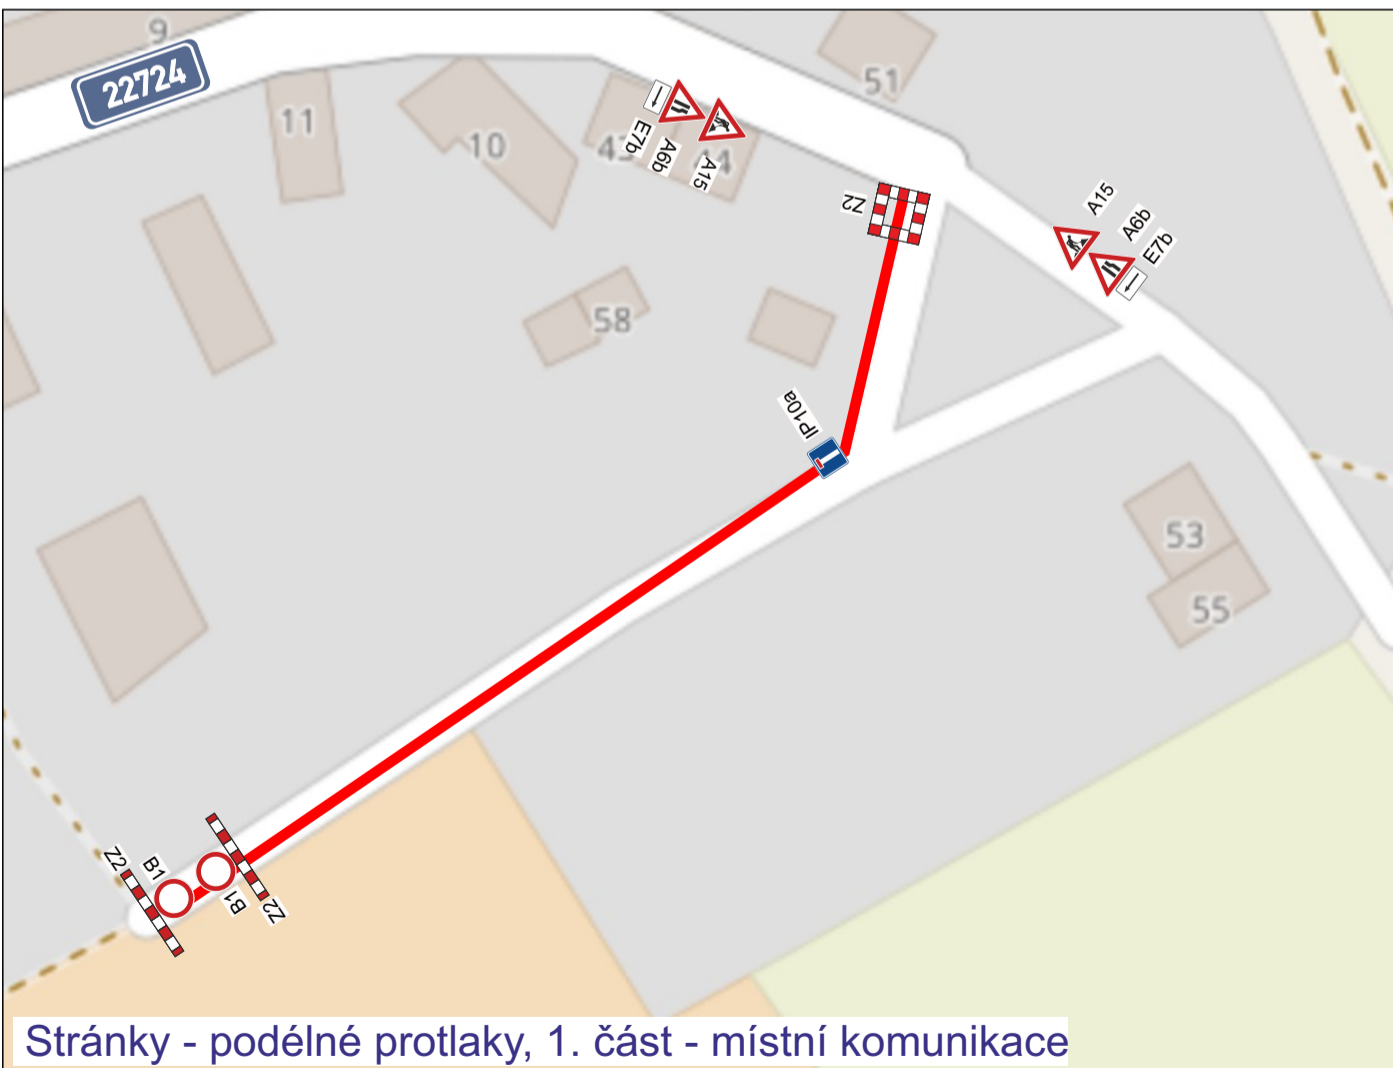 9
22724
51
11
10
43
44
E7b
A6b
A15
Z2
A15
A6b
E7b
58
IP10a
53
55
Z2
B1
B1
Z2
Stránky - podélné protlaky, 1. část - místní komunikace